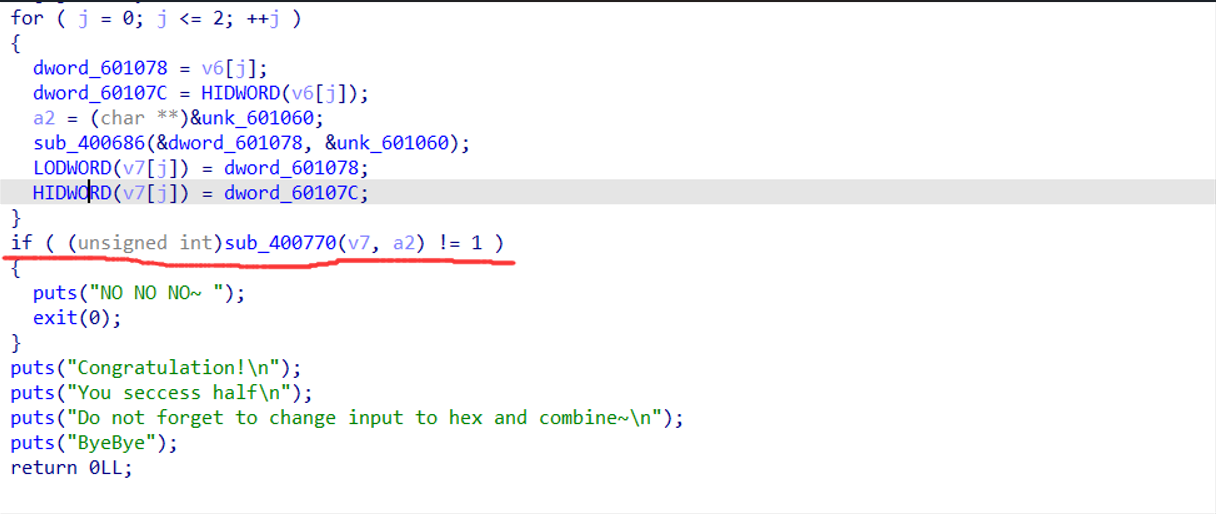 for ( j = 0; j <= 2; ++j )
{
dword_601078 = v6[j];
dword_60107C = HIDWORD(v6[j]);
a2 = (char **)&unk_601060;
sub_400686(&dword_601078, &unk_601060);
LODWORD(v7[j]) = dword_601078;
HIDWORD(v7[j]) = dword_60107C;
}
if ( (unsigned int)sub_400770(v7, a2) != 1 )
{
puts("NO NO NO~ ");
exit(0);
}
puts("Congratulation!\n");
puts("You seccess half\n");
puts("Do not forget to change input to hex and combine~\n");
puts("ByeBye");
return 0LL;